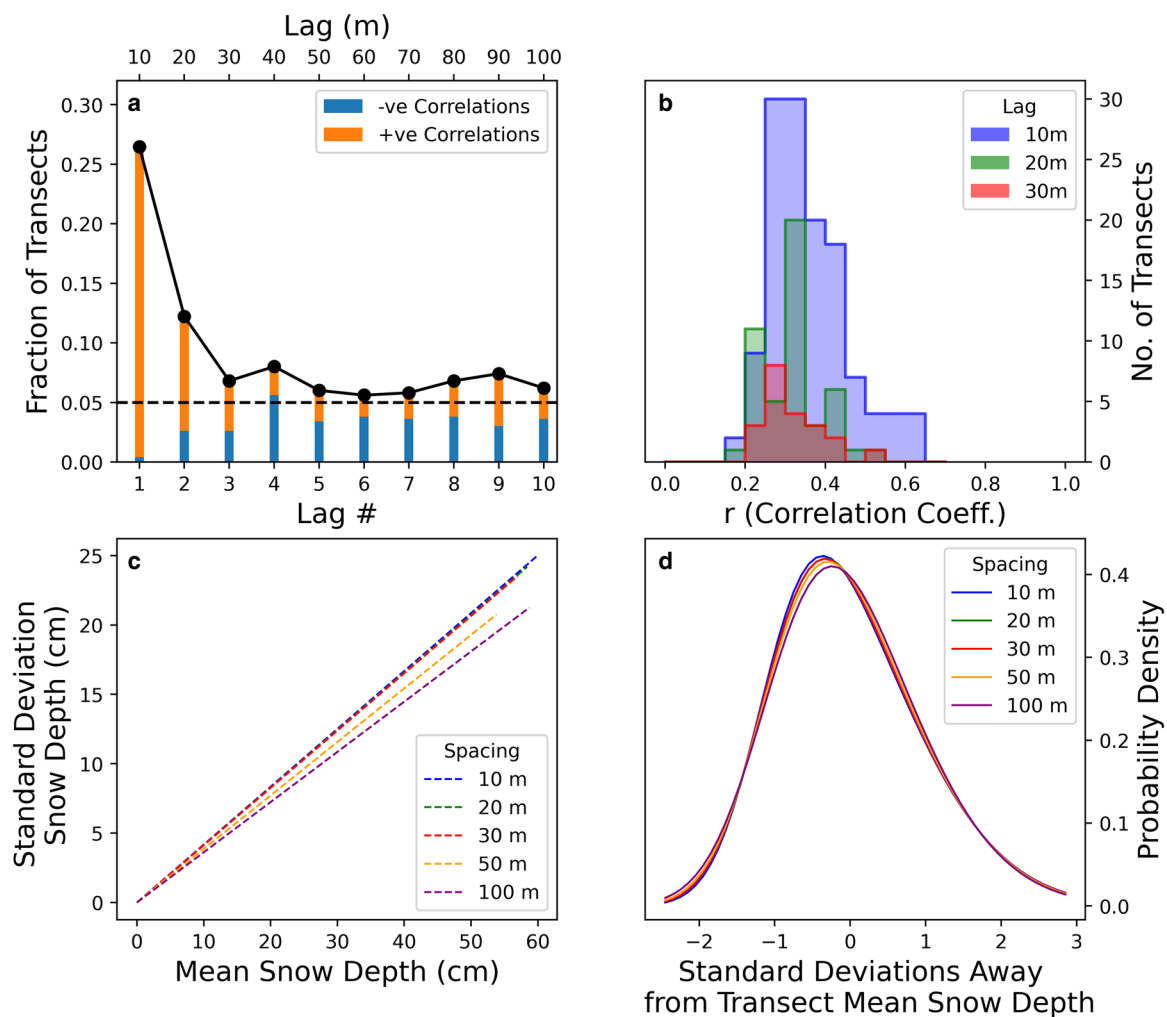 Lag (m)
10 20 30 40 50 60 70 80 90 100
a
-ve Correlations
+ve Correlations
0.30
0.25
0.20
0.15
0.10
0.05
0.00
Fraction of Transects
1 2 3 4 5 6 7 8 9 10
Lag #
b
Lag
10m
20m
30m
30
25
20
15
10
5
0
No. of Transects
0.0 0.2 0.4 0.6 0.8 1.0
r (Correlation Coeff.)
c
25
20
15
10
5
0
Standard Deviation
Snow Depth (cm)
Spacing
10 m
20 m
30 m
50 m
100 m
0 10 20 30 40 50 60
Mean Snow Depth (cm)
d
Spacing
10 m
20 m
30 m
50 m
100 m
0.4
0.3
0.2
0.1
0.0
Probability Density
−2 −1 0 1 2 3
Standard Deviations Away
from Transect Mean Snow Depth